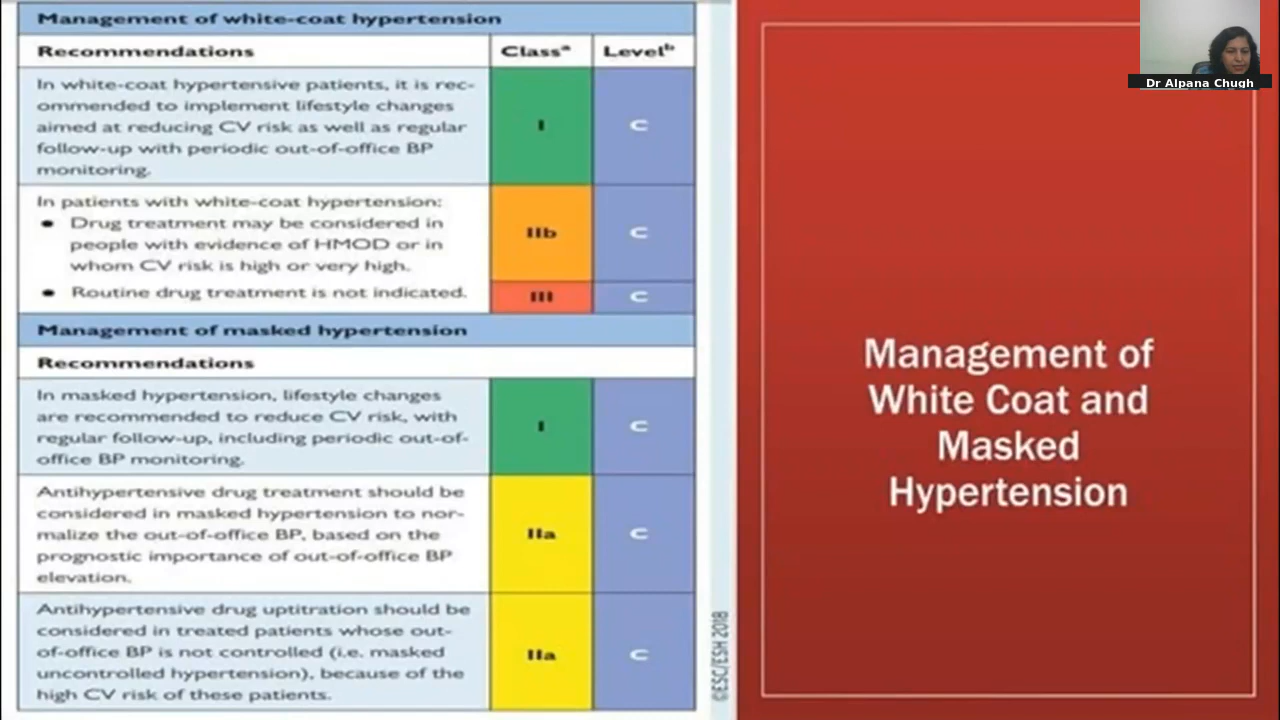 Management of white-coat hypertension
Recommendations Classᵃ Levelᵇ
In white-coat hypertensive patients, it is rec-
ommended to implement lifestyle changes
aimed at reducing CV risk as well as regular
follow-up with periodic out-of-office BP
monitoring.
I C
In patients with white-coat hypertension:
• Drug treatment may be considered in
people with evidence of HMOD or in
whom CV risk is high or very high.
IIb C
• Routine drug treatment is not indicated.
III C
Management of masked hypertension
Recommendations
In masked hypertension, lifestyle changes
are recommended to reduce CV risk, with
regular follow-up, including periodic out-of-
office BP monitoring.
I C
Antihypertensive drug treatment should be
considered in masked hypertension to nor-
malize the out-of-office BP, based on the
prognostic importance of out-of-office BP
elevation.
IIa C
Antihypertensive drug uptitration should be
considered in treated patients whose out-
of-office BP is not controlled (i.e. masked
uncontrolled hypertension), because of the
high CV risk of these patients.
IIa C
©ESC/ESH 2018
Management of
White Coat and
Masked
Hypertension
Dr Alpana Chugh